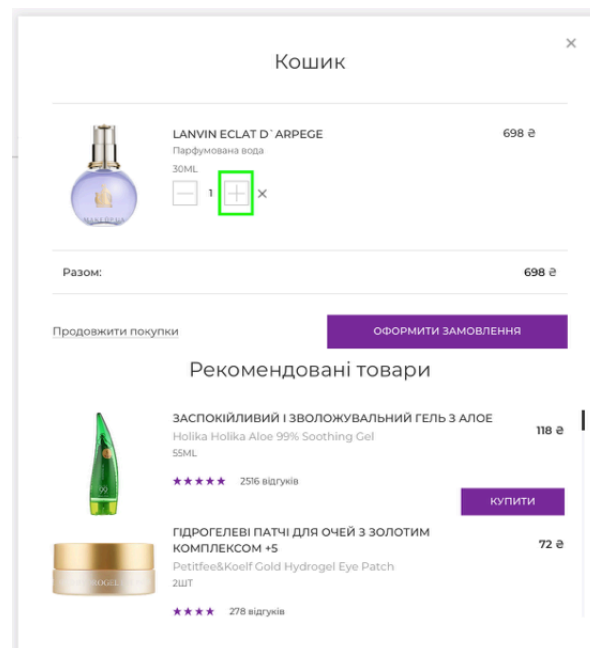 Кошик
LANVIN ECLAT D`ARPEGE
698 ₴
Парфумована вода
30ML
1
Разом:
698 ₴
Продовжити покупки
ОФОРМИТИ ЗАМОВЛЕННЯ
Рекомендовані товари
ЗАСПОКІЙЛИВИЙ І ЗВОЛОЖУВАЛЬНИЙ ГЕЛЬ З АЛОЕ
118 ₴
Holika Holika Aloe 99% Soothing Gel
55ML
2516 відгуків
КУПИТИ
ГІДРОГЕЛЕВІ ПАТЧІ ДЛЯ ОЧЕЙ З ЗОЛОТИМ
КОМПЛЕКСОМ +5
72 ₴
Petitfee&Koelf Gold Hydrogel Eye Patch
2ШТ
278 відгуків